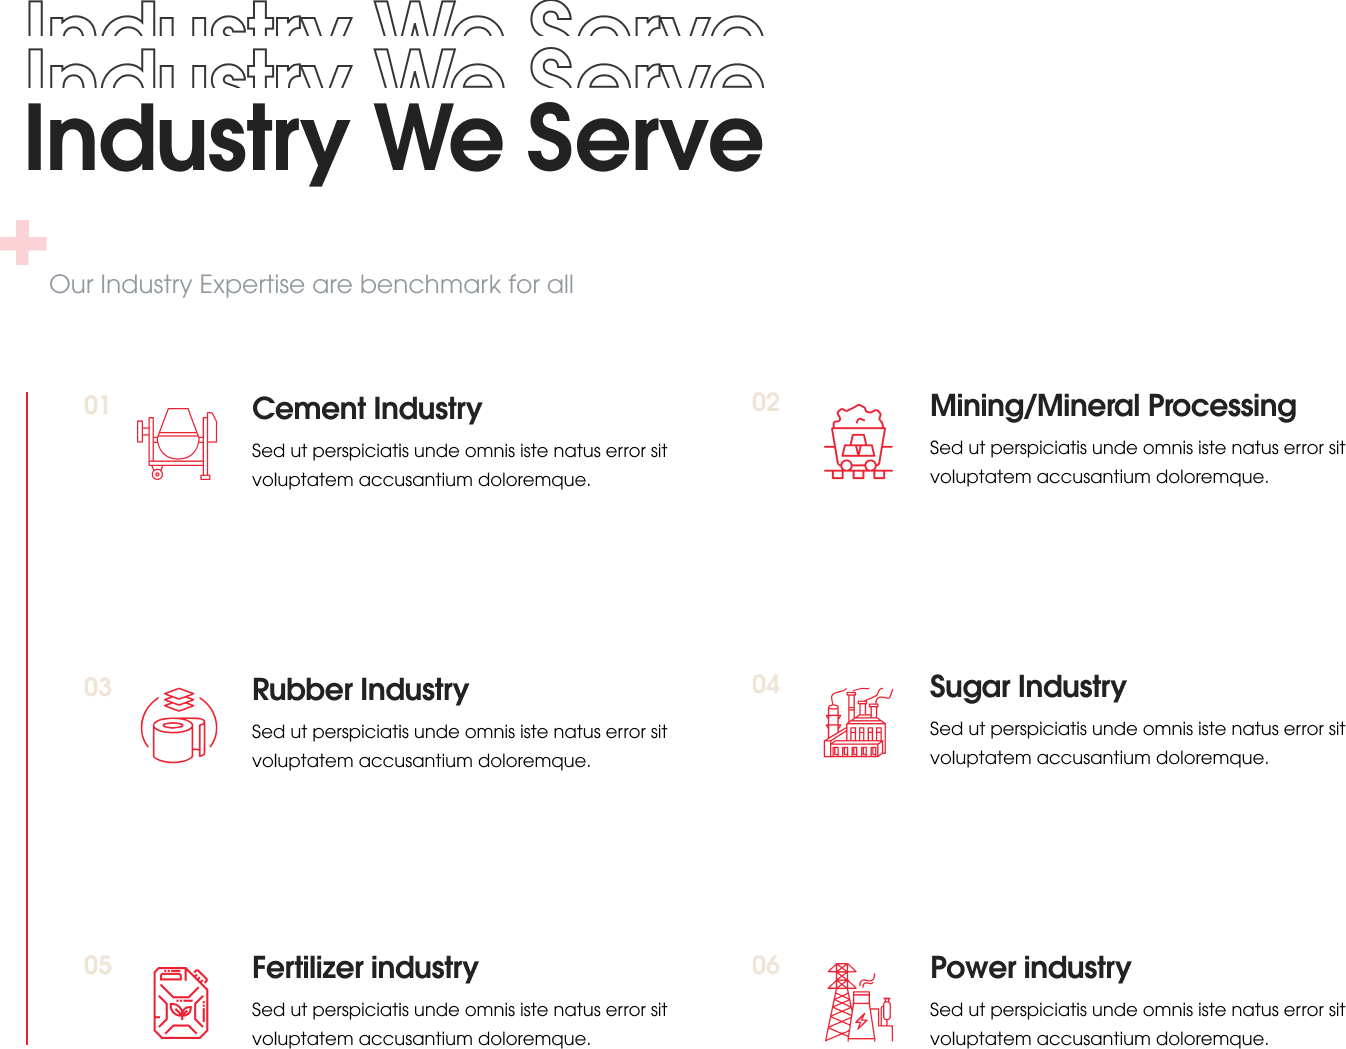 Industry We Serve
Industry We Serve
Industry We Serve
Our Industry Expertise are benchmark for all
01
Cement Industry
Sed ut perspiciatis unde omnis iste natus error sit
voluptatem accusantium doloremque.
02
Mining/Mineral Processing
Sed ut perspiciatis unde omnis iste natus error sit
voluptatem accusantium doloremque.
03
Rubber Industry
Sed ut perspiciatis unde omnis iste natus error sit
voluptatem accusantium doloremque.
04
Sugar Industry
Sed ut perspiciatis unde omnis iste natus error sit
voluptatem accusantium doloremque.
05
Fertilizer industry
Sed ut perspiciatis unde omnis iste natus error sit
voluptatem accusantium doloremque.
06
Power industry
Sed ut perspiciatis unde omnis iste natus error sit
voluptatem accusantium doloremque.